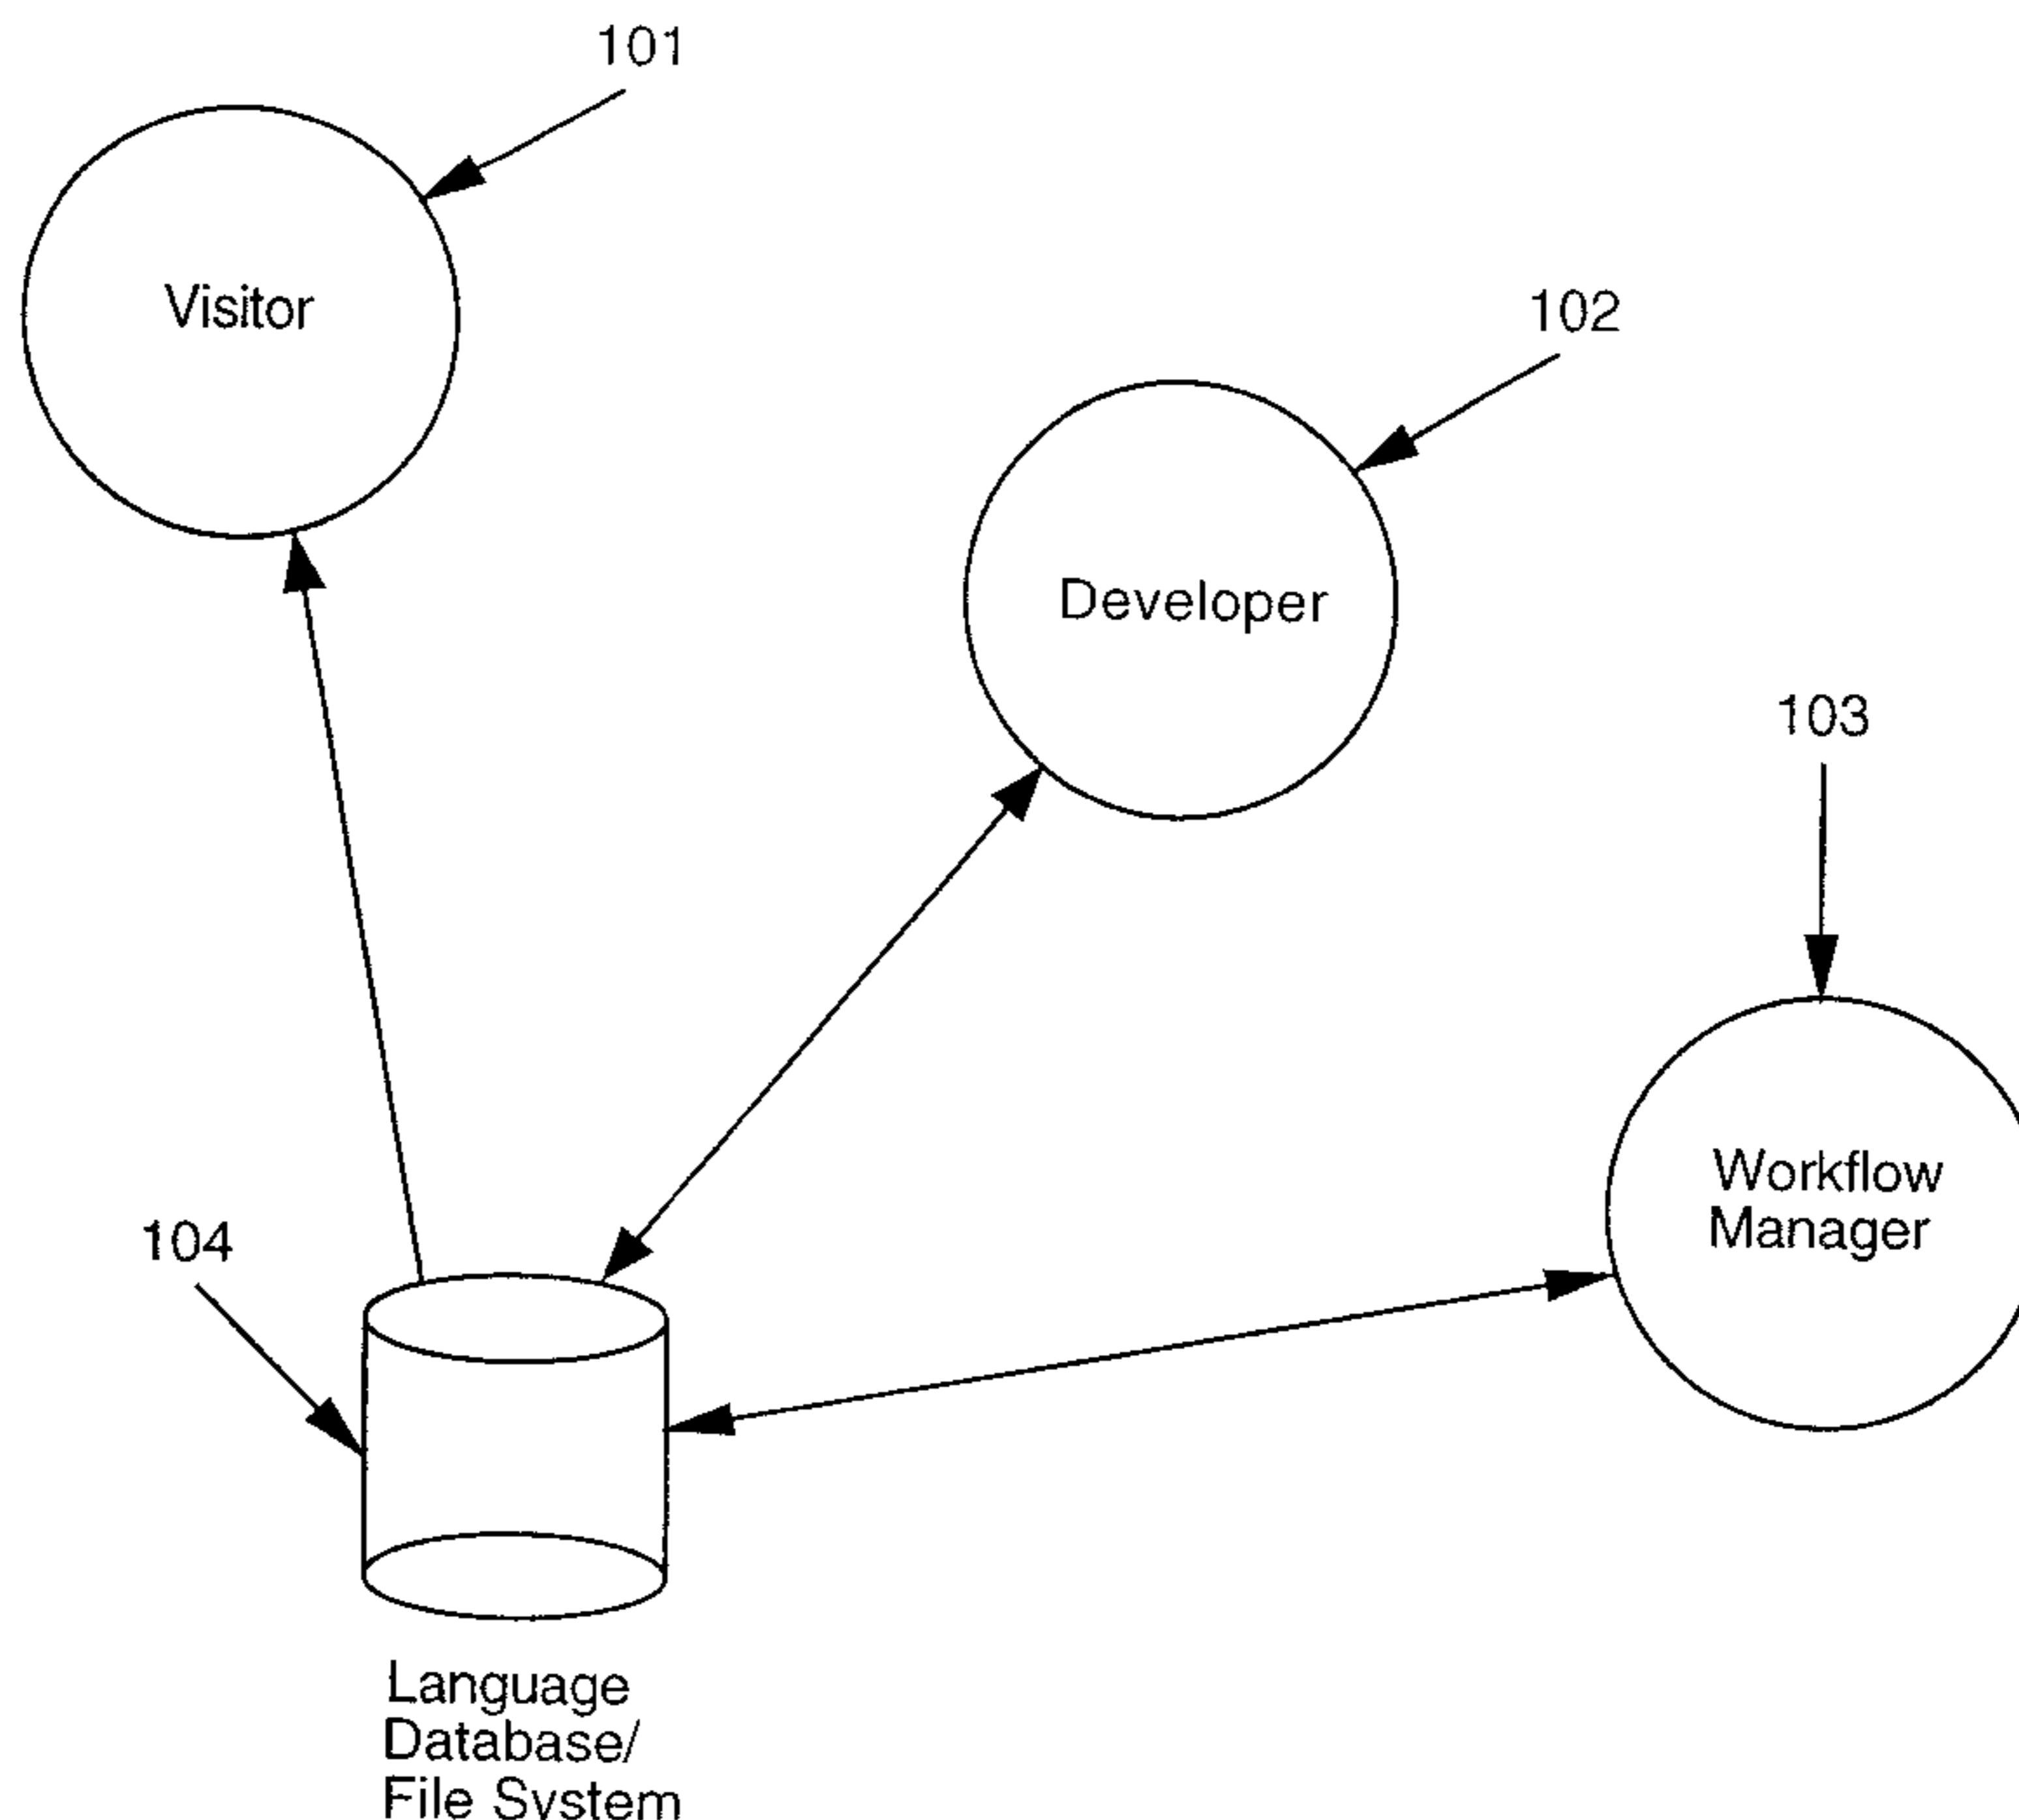 101
Visitor
102
Developer
103
Workflow
Manager
104
Language
Database/
File System